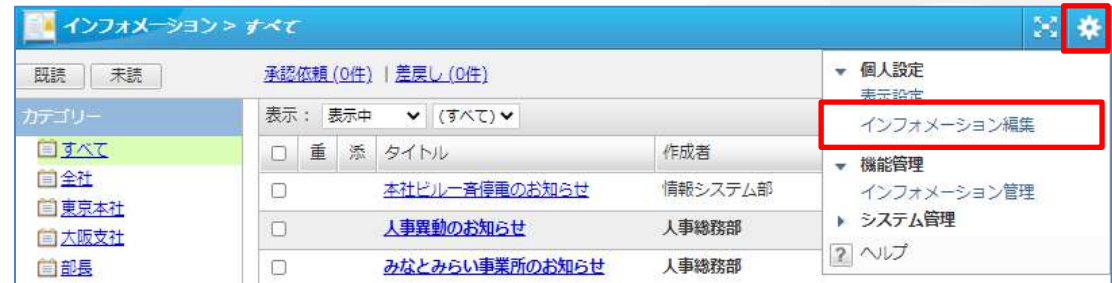 インフォメーション > すべて
既読 未読 承認依頼 (0件) | 差戻し (0件)
カテゴリー
すべて
全社
東京本社
大阪支社
部長
表示： 表示中 (すべて)
重 添 タイトル 作成者
本社ビル一斉停電のお知らせ 情報システム部
人事異動のお知らせ 人事総務部
みなとみらい事業所のお知らせ 人事総務部
個人設定
表示設定
インフォメーション編集
機能管理
インフォメーション管理
システム管理
? ヘルプ